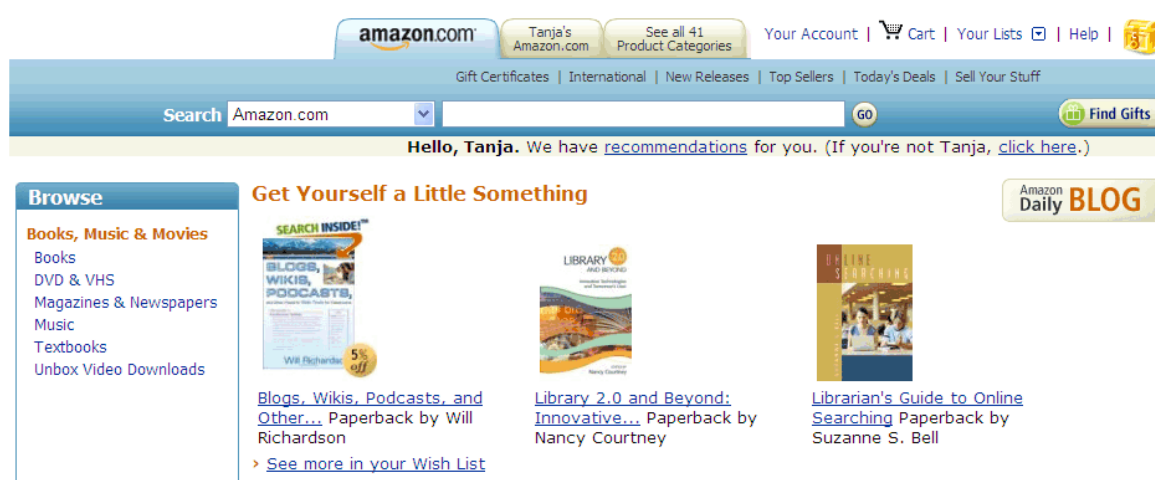 amazon.com
Tanja's
Amazon.com
See all 41
Product Categories
Your Account | Cart | Your Lists | Help |
Gift Certificates | International | New Releases | Top Sellers | Today's Deals | Sell Your Stuff
Search Amazon.com GO Find Gifts
Hello, Tanja. We have recommendations for you. (If you're not Tanja, click here.)
Browse
Books, Music & Movies
Books
DVD & VHS
Magazines & Newspapers
Music
Textbooks
Unbox Video Downloads
Get Yourself a Little Something
Amazon
Daily BLOG
SEARCH INSIDE!™
BLOGS,
WIKIS,
PODCASTS,
Will Richardson
5%
off
Blogs, Wikis, Podcasts, and
Other... Paperback by Will
Richardson
LIBRARY 2.0
AND BEYOND
Innovative Technologies
and Tomorrow's User
Nancy Courtney
Library 2.0 and Beyond:
Innovative... Paperback by
Nancy Courtney
ONLINE
SEARCHING
Librarian's Guide to Online
Searching Paperback by
Suzanne S. Bell
› See more in your Wish List